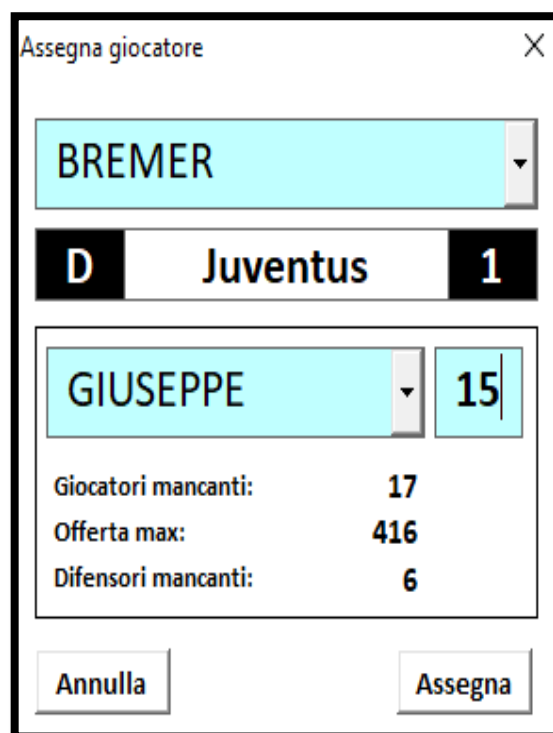 Assegna giocatore
BREMER
D Juventus 1
GIUSEPPE 15
Giocatori mancanti: 17
Offerta max: 416
Difensori mancanti: 6
Annulla Assegna